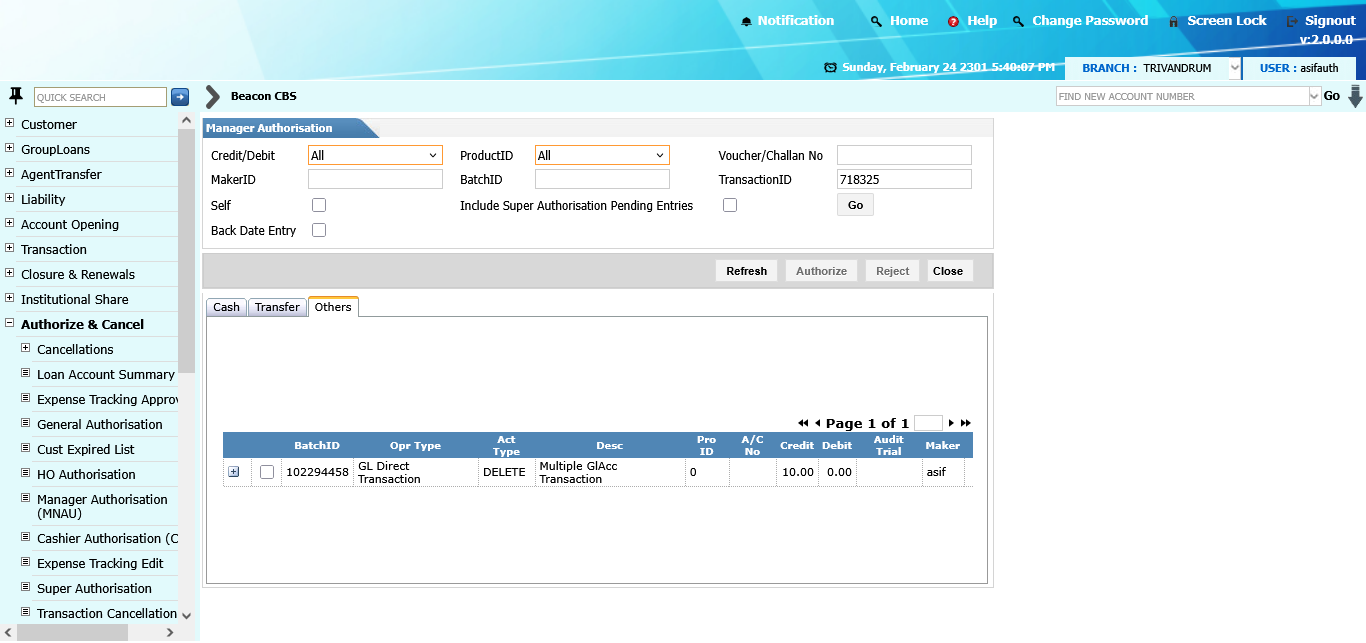 Notification Home Help Change Password Screen Lock Signout
v:2.0.0.0
Sunday, February 24 2301 5:40:07 PM BRANCH : TRIVANDRUM USER : asifauth
QUICK SEARCH Beacon CBS FIND NEW ACCOUNT NUMBER Go
Customer
GroupLoans
AgentTransfer
Liability
Account Opening
Transaction
Closure & Renewals
Institutional Share
Authorize & Cancel
Cancellations
Loan Account Summary
Expense Tracking Approv
General Authorisation
Cust Expired List
HO Authorisation
Manager Authorisation
(MNAU)
Cashier Authorisation (C
Expense Tracking Edit
Super Authorisation
Transaction Cancellation
Manager Authorisation
Credit/Debit All ProductID All Voucher/Challan No
MakerID BatchID TransactionID 718325
Self Include Super Authorisation Pending Entries Go
Back Date Entry
Refresh Authorize Reject Close
Cash Transfer Others
Page 1 of 1
BatchID Opr Type Act Type Desc Pro ID A/C No Credit Debit Audit Trial Maker
102294458 GL Direct Transaction DELETE Multiple GlAcc Transaction 0 10.00 0.00 asif